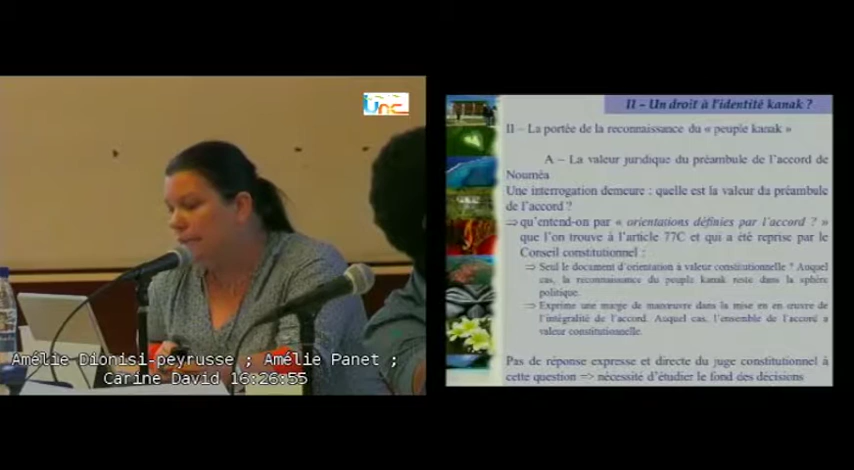 unc
Amélie Dionisi-peyrusse ; Amélie Panet ;
Carine David 16:26:55
II – Un droit à l'identité kanak ?
II – La portée de la reconnaissance du « peuple kanak »
A – La valeur juridique du préambule de l'accord de
Nouméa
Une interrogation demeure : quelle est la valeur du préambule
de l'accord ?
⇒ qu'entend-on par « orientations définies par l'accord ? »
que l'on trouve à l'article 77C et qui a été reprise par le
Conseil constitutionnel :
⇒ Seul le document d'orientation à valeur constitutionnelle ? Auquel
cas, la reconnaissance du peuple kanak reste dans la sphère
politique.
⇒ Exprime une marge de manœuvre dans la mise en en œuvre de
l'intégralité de l'accord. Auquel cas, l'ensemble de l'accord a
valeur constitutionnelle.
Pas de réponse expresse et directe du juge constitutionnel à
cette question => nécessité d'étudier le fond des décisions